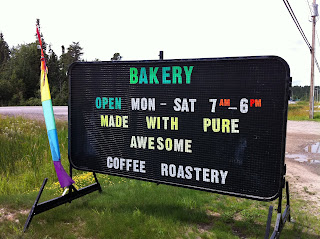 BAKERY
OPEN MON - SAT 7AM-6PM
MADE WITH PURE
AWESOME
COFFEE ROASTERY